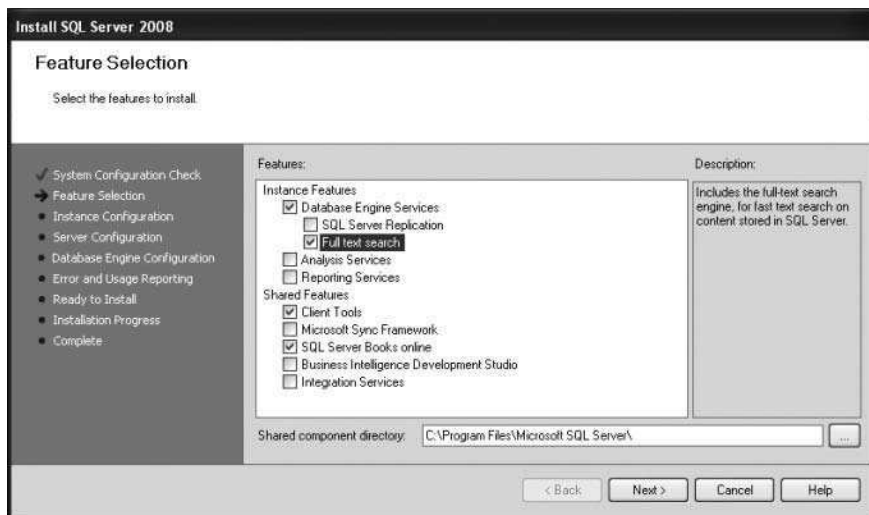 Install SQL Server 2008
Feature Selection
Select the features to install.
System Configuration Check
Feature Selection
Instance Configuration
Server Configuration
Database Engine Configuration
Error and Usage Reporting
Ready to Install
Installation Progress
Complete
Features:
Instance Features
Database Engine Services
SQL Server Replication
Full text search
Analysis Services
Reporting Services
Shared Features
Client Tools
Microsoft Sync Framework
SQL Server Books online
Business Intelligence Development Studio
Integration Services
Description:
Includes the full-text search
engine, for fast text search on
content stored in SQL Server.
Shared component directory: C:\Program Files\Microsoft SQL Server\ ...
< Back Next > Cancel Help